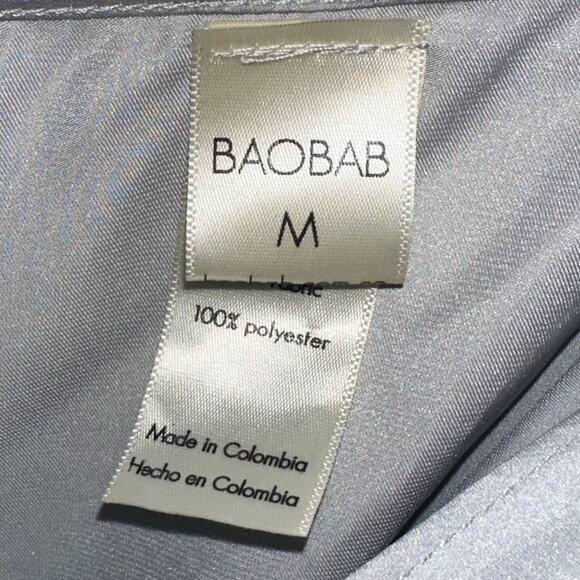 BAOBAB
M
100% polyester
Made in Colombia
Hecho en Colombia